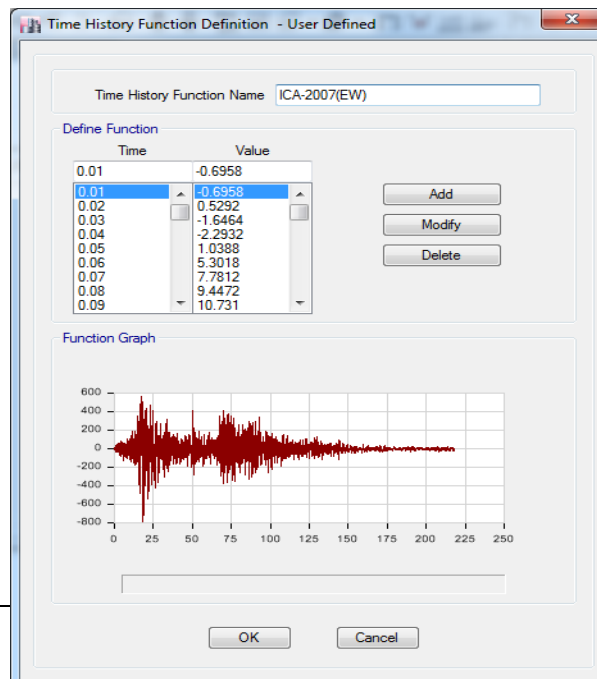 Time History Function Definition - User Defined
Time History Function Name ICA-2007(EW)
Define Function
Time Value
0.01 -0.6958
0.01 -0.6958
0.02 0.5292
0.03 -1.6464
0.04 -2.2932
0.05 1.0388
0.06 5.3018
0.07 7.7812
0.08 9.4472
0.09 10.731
Add
Modify
Delete
Function Graph
600
400
200
0
-200
-400
-600
-800
0 25 50 75 100 125 150 175 200 225 250
OK Cancel